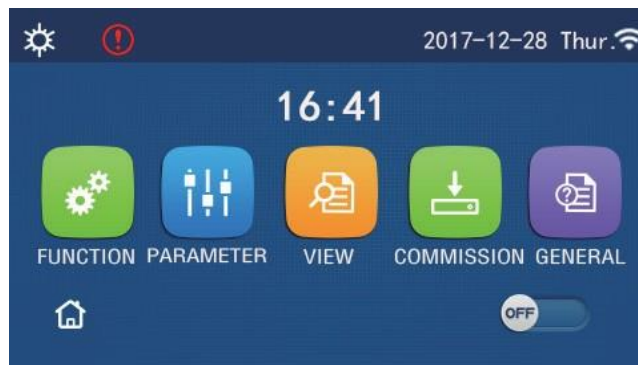 2017-12-28 Thur.
16:41
FUNCTION PARAMETER VIEW COMMISSION GENERAL
OFF